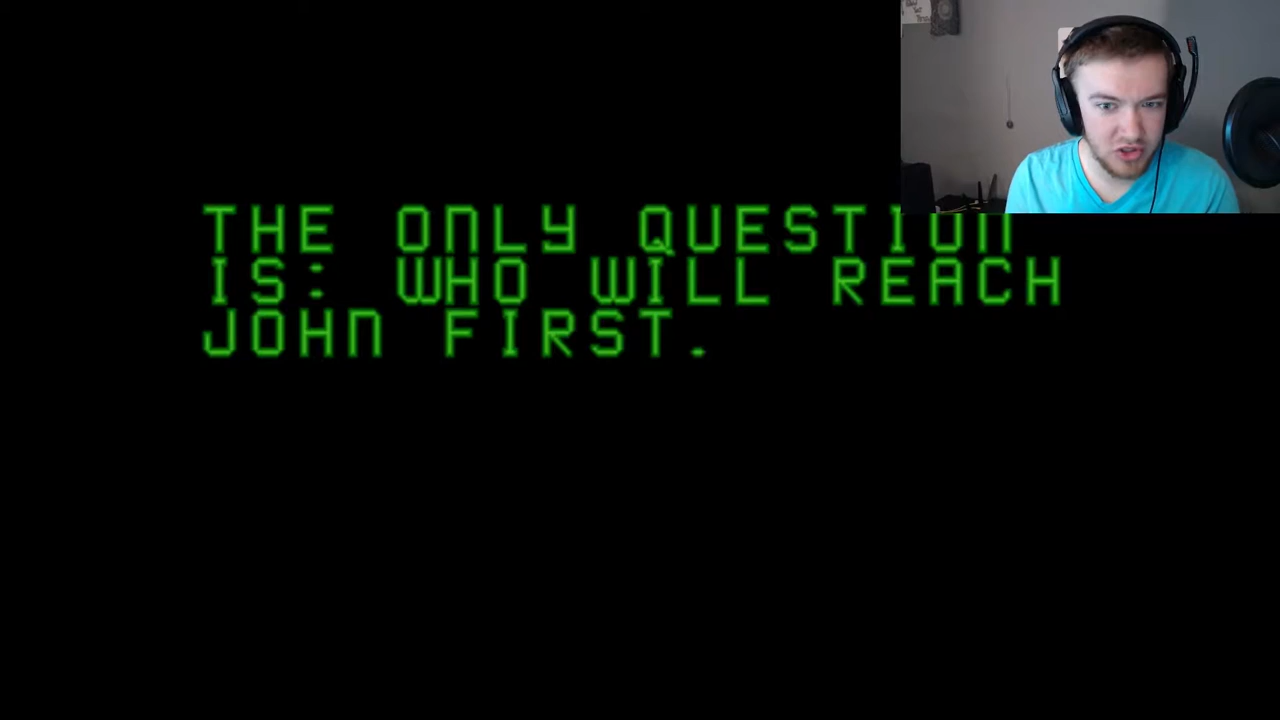 THE ONLY QUESTION
IS: WHO WILL REACH
JOHN FIRST.